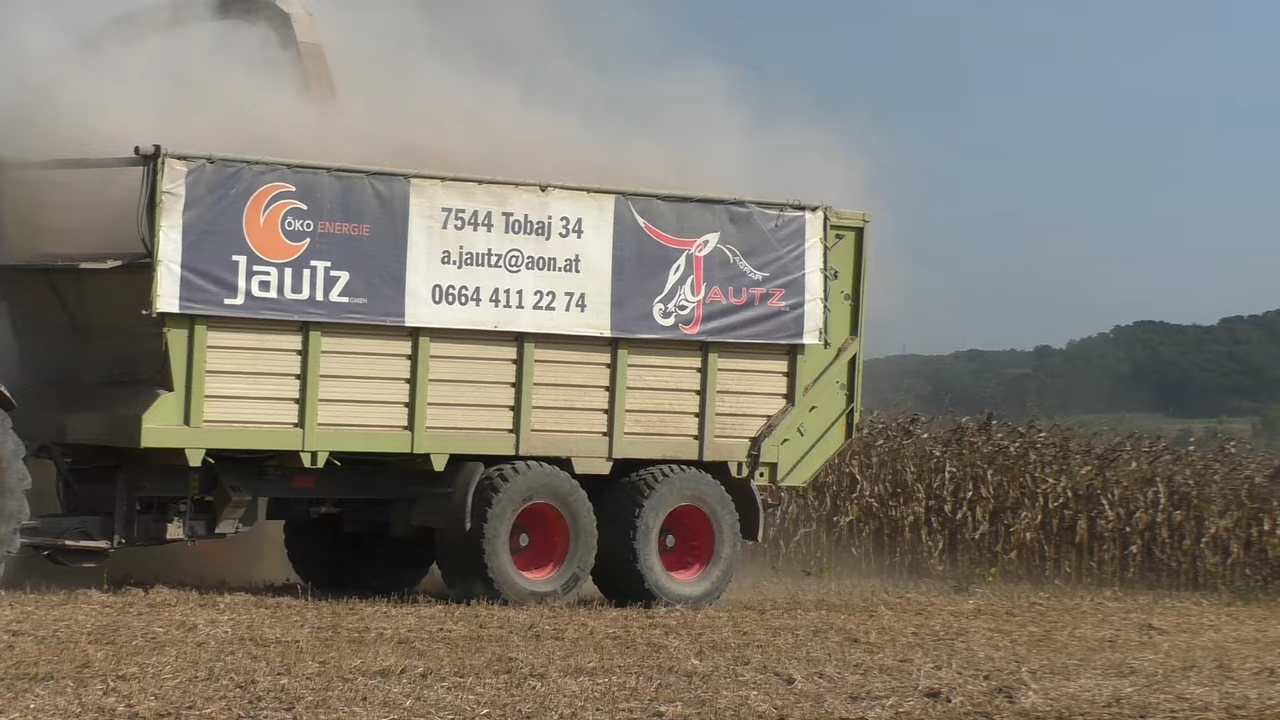 ÖKO ENERGIE
JauTz
GMBH
7544 Tobaj 34
a.jautz@aon.at
0664 411 22 74
AGRAR
JAUTZ